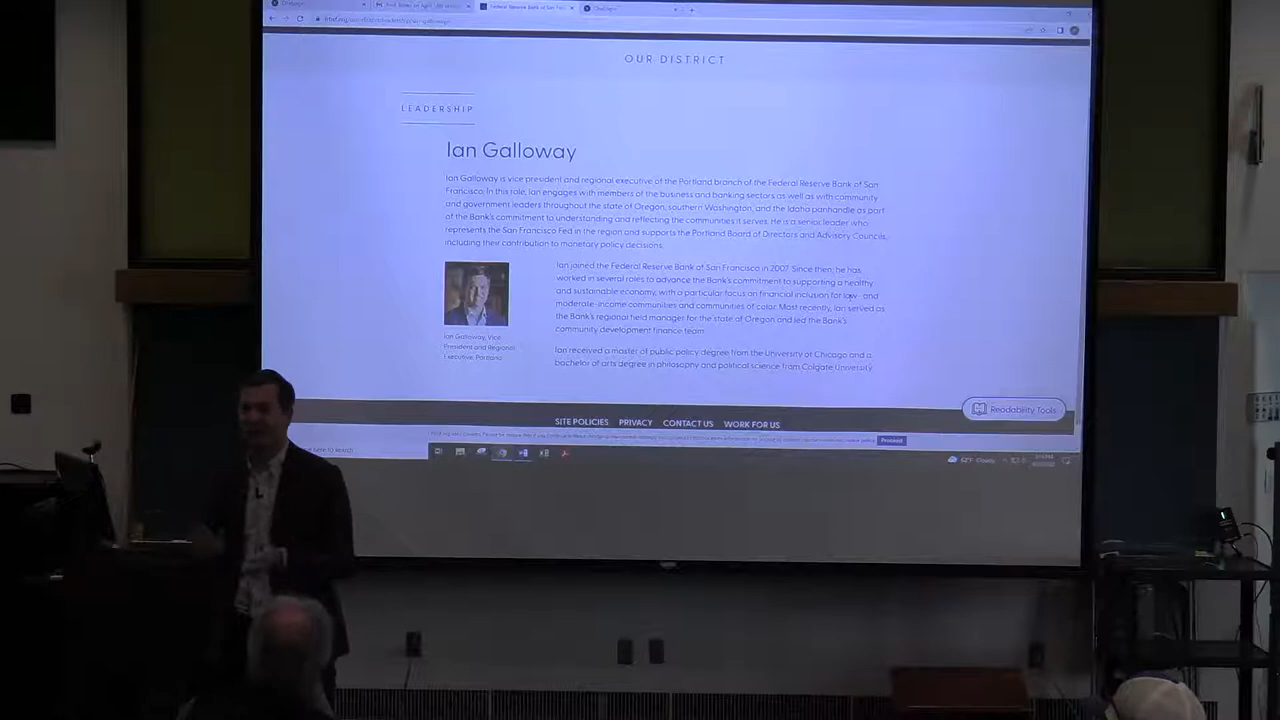 Federal Reserve Bank of San Fran
OUR DISTRICT
LEADERSHIP
Ian Galloway
Ian Galloway is vice president and regional executive of the Portland branch of the Federal Reserve Bank of San
Francisco. In this role, Ian engages with members of the business and banking sectors as well as with community
and government leaders throughout the state of Oregon, southern Washington, and the Idaho panhandle as part
of the Bank's commitment to understanding and reflecting the communities it serves. He is a senior leader who
represents the San Francisco Fed in the region and supports the Portland Board of Directors and Advisory Councils,
including their contribution to monetary policy decisions.
Ian joined the Federal Reserve Bank of San Francisco in 2007. Since then, he has
worked in several roles to advance the Bank's commitment to supporting a healthy
and sustainable economy, with a particular focus on financial inclusion for low- and
moderate-income communities and communities of color. Most recently, Ian served as
the Bank's regional field manager for the state of Oregon and led the Bank's
community development finance team.
Ian Galloway, Vice
President and Regional
Executive, Portland
Ian received a master of public policy degree from the University of Chicago and a
bachelor of arts degree in philosophy and political science from Colgate University.
Readability Tools
SITE POLICIES PRIVACY CONTACT US WORK FOR US
Proceed
here to search